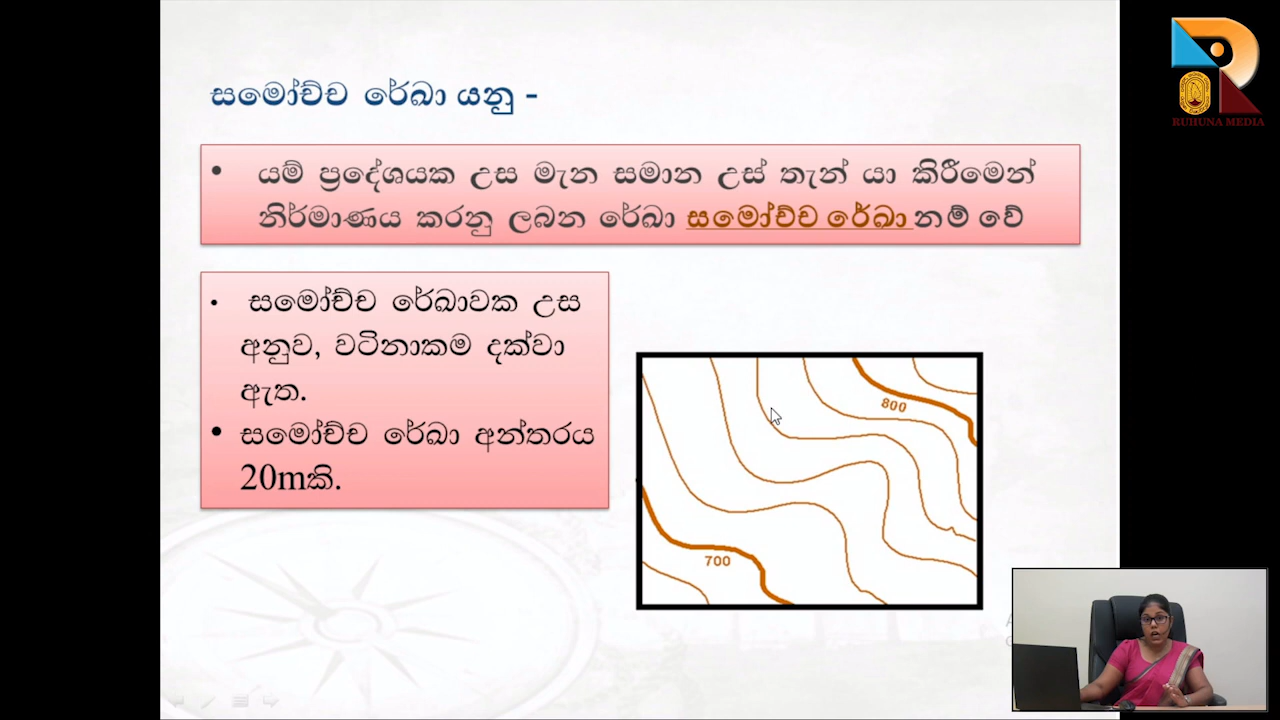 සමෝච්ච රේඛා යනු -
• යම් ප්‍රදේශයක උස මැන සමාන උස් තැන් යා කිරීමෙන්
නිර්මාණය කරනු ලබන රේඛා සමෝච්ච රේඛා නම් වේ
• සමෝච්ච රේඛාවක උස
අනුව, වටිනාකම දක්වා
ඇත.
• සමෝච්ච රේඛා අන්තරය
20mකි.
800
700
RUHUNA MEDIA